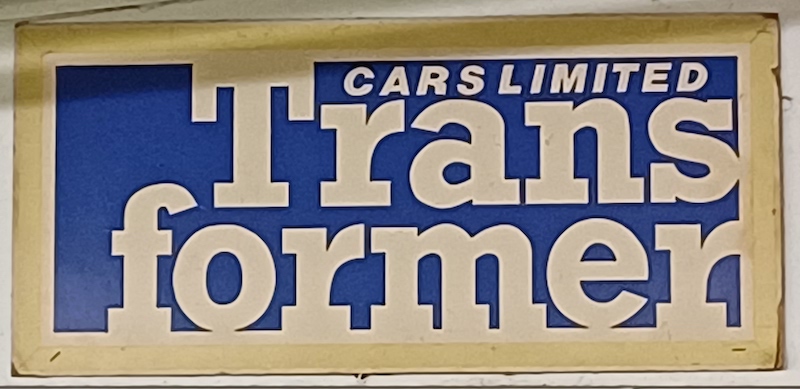 CARS LIMITED
Trans
former